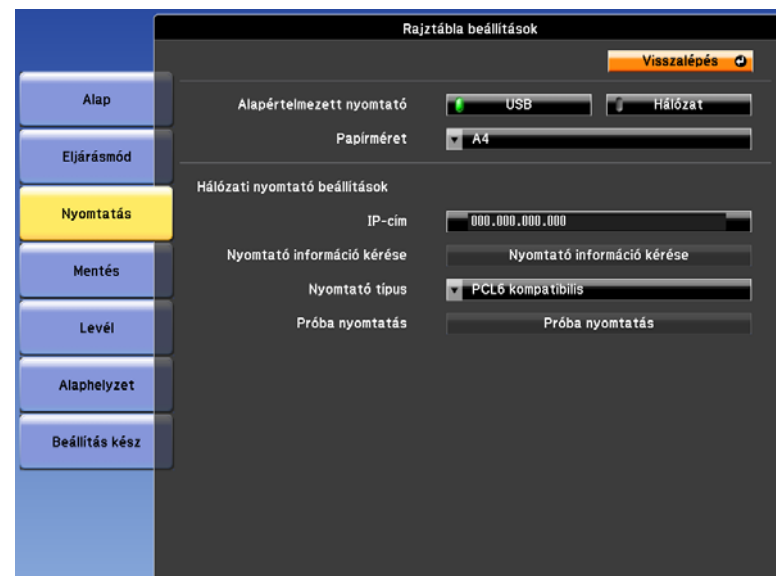 Rajztábla beállítások
Visszalépés
Alap
Eljárásmód
Nyomtatás
Mentés
Levél
Alaphelyzet
Beállítás kész
Alapértelmezett nyomtató USB Hálózat
Papírméret A4
Hálózati nyomtató beállítások
IP-cím 000.000.000.000
Nyomtató információ kérése Nyomtató információ kérése
Nyomtató típus PCL6 kompatibilis
Próba nyomtatás Próba nyomtatás